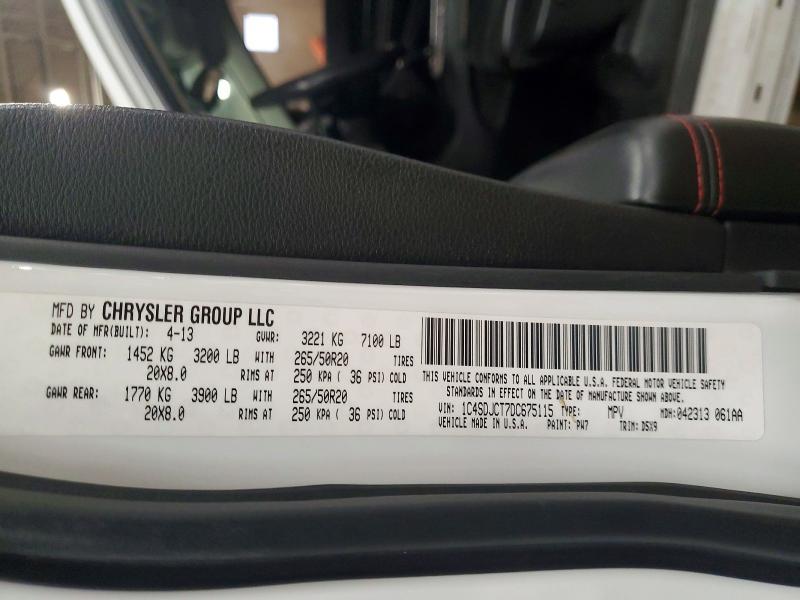 MFD BY CHRYSLER GROUP LLC
DATE OF MFR(BUILT): 4-13 GVWR: 3221 KG 7100 LB
GAWR FRONT: 1452 KG 3200 LB WITH 265/50R20 TIRES
20X8.0 RIMS AT 250 KPA ( 36 PSI) COLD
GAWR REAR: 1770 KG 3900 LB WITH 265/50R20 TIRES
20X8.0 RIMS AT 250 KPA ( 36 PSI) COLD
THIS VEHICLE CONFORMS TO ALL APPLICABLE U.S.A. FEDERAL MOTOR VEHICLE SAFETY
STANDARDS IN EFFECT ON THE DATE OF MANUFACTURE SHOWN ABOVE.
VIN: 1C4SDJCT7DC675115 TYPE: MPV MDH:042313 061AA
VEHICLE MADE IN U.S.A. PAINT: PW7 TRIM: DSX9